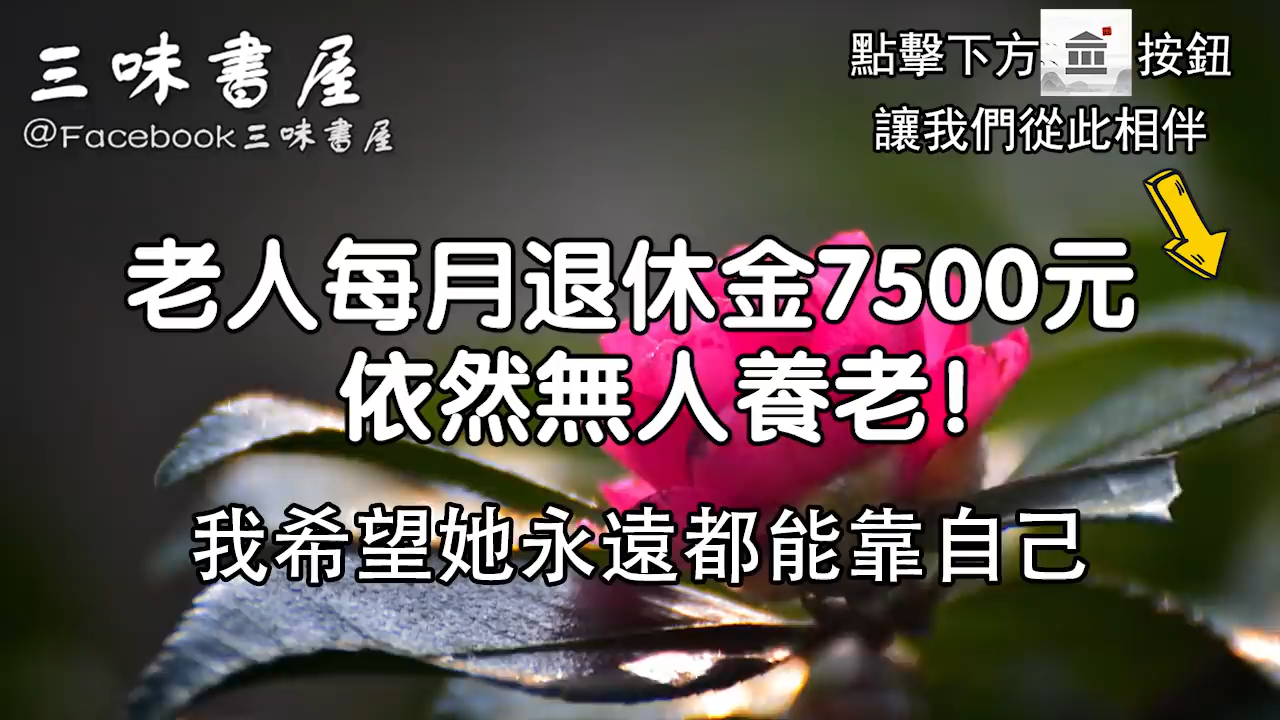 三味書屋
@Facebook三味書屋
點擊下方 按鈕
讓我們從此相伴
老人每月退休金7500元
依然無人養老！
我希望她永遠都能靠自己